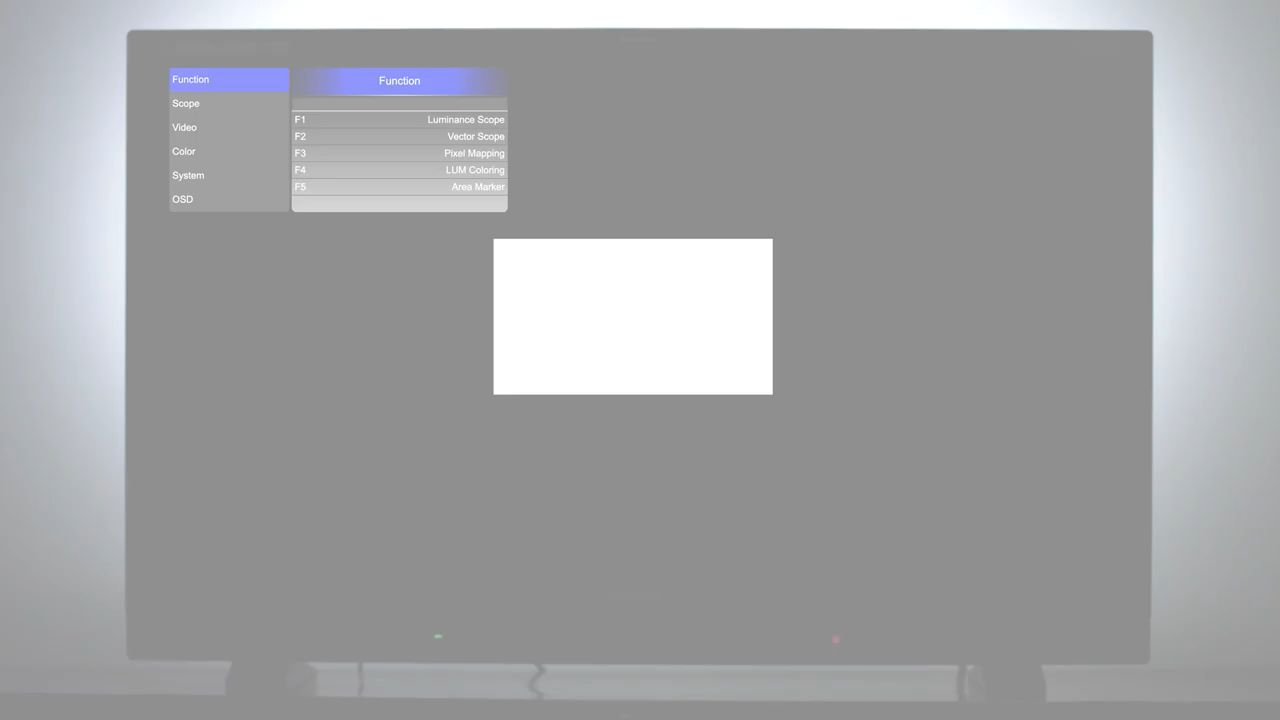 Function
Scope
Video
Color
System
OSD
Function
F1 Luminance Scope
F2 Vector Scope
F3 Pixel Mapping
F4 LUM Coloring
F5 Area Marker